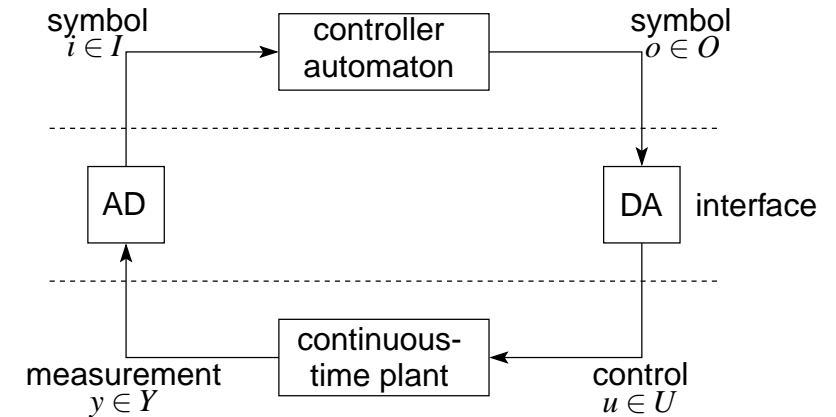 symbol
i ∈ I
controller
automaton
symbol
o ∈ O
AD
DA
interface
continuous-
time plant
measurement
y ∈ Y
control
u ∈ U